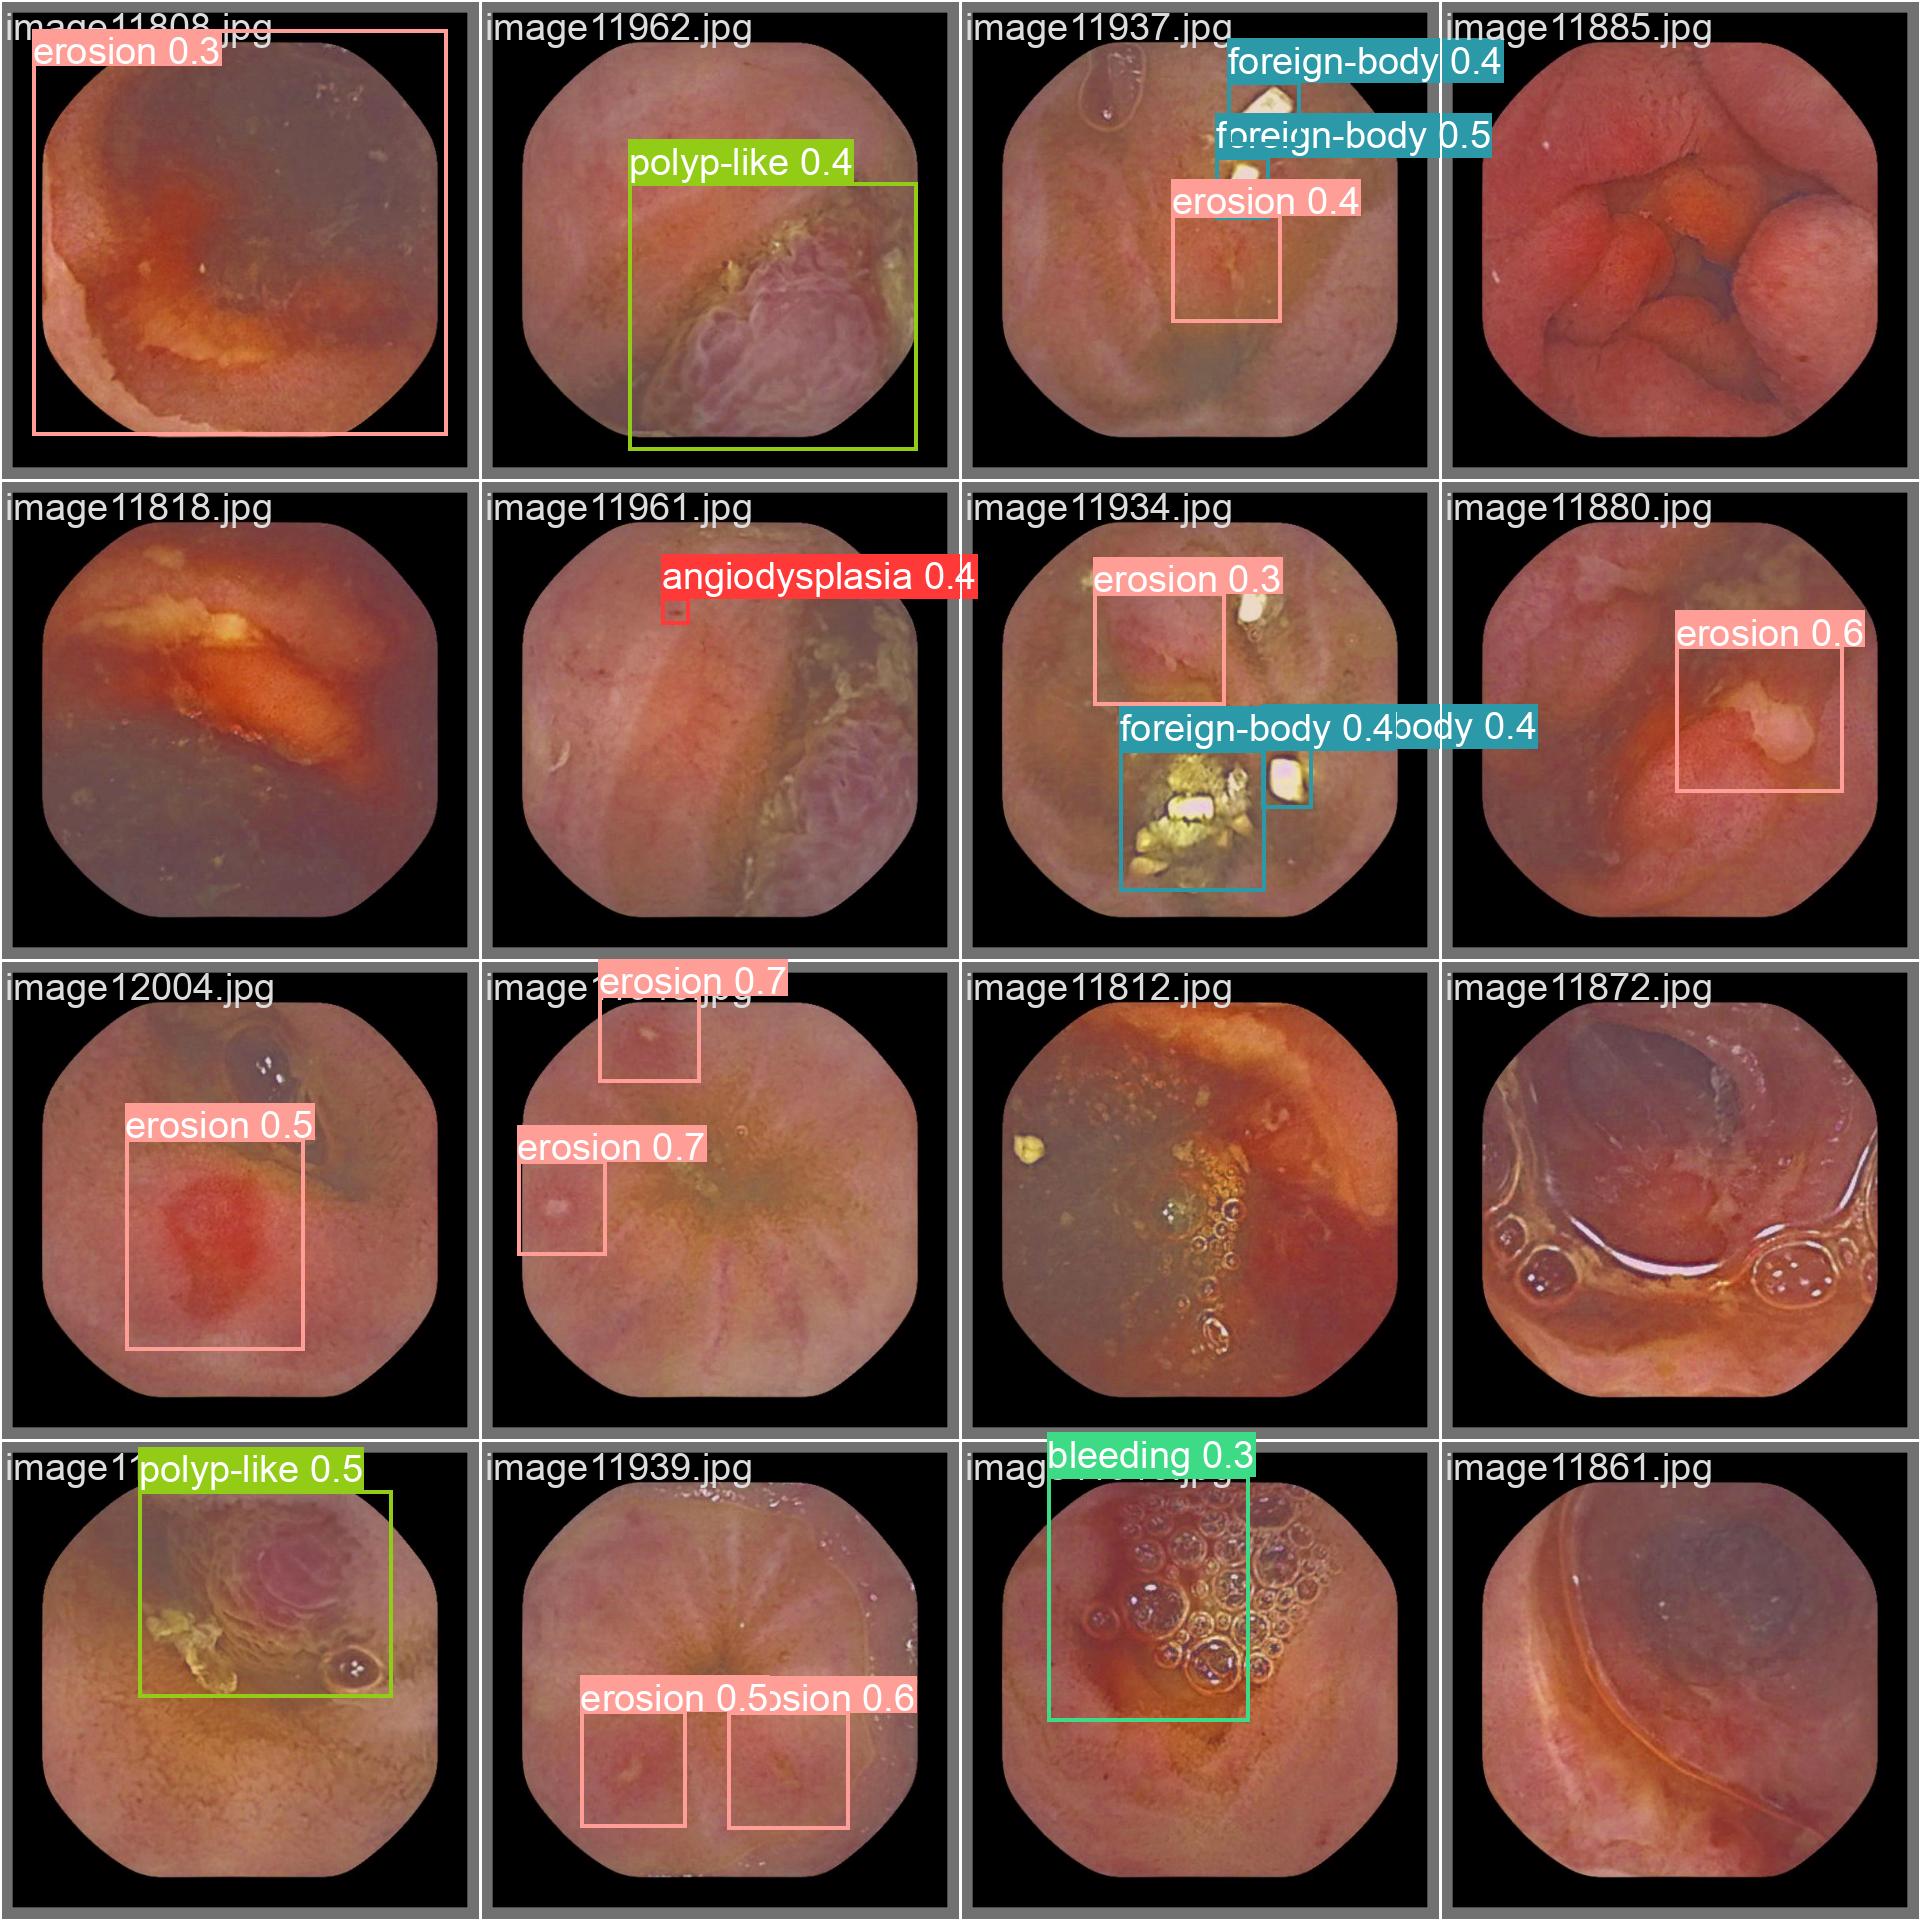 image11808.jpg
erosion 0.3
image11962.jpg
polyp-like 0.4
image11937.jpg
foreign-body 0.4
foreign-body 0.5
erosion 0.4
image11885.jpg
image11818.jpg
image11961.jpg
angiodysplasia 0.4
image11934.jpg
erosion 0.3
foreign-body 0.4
body 0.4
image11880.jpg
erosion 0.6
image12004.jpg
erosion 0.5
erosion 0.7
erosion 0.7
image11812.jpg
image11872.jpg
polyp-like 0.5
image11939.jpg
erosion 0.5
osion 0.6
bleeding 0.3
image11861.jpg